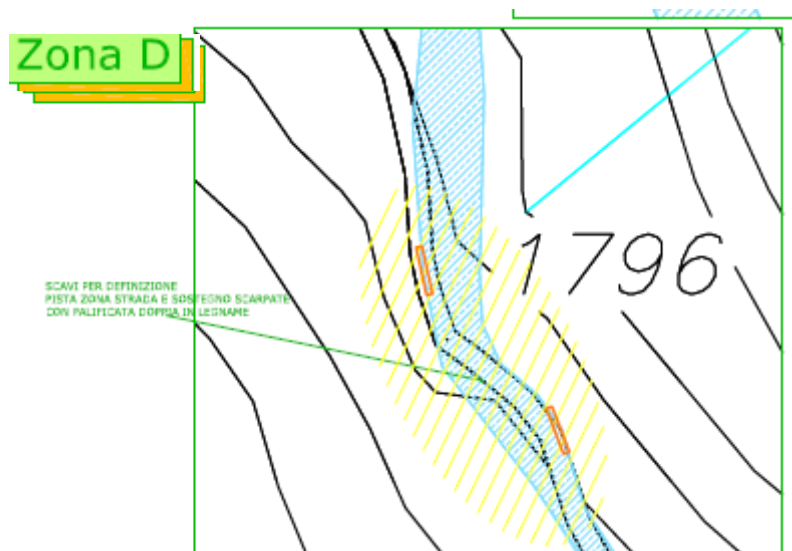 Zona D
1796
SCAVI PER DEFINIZIONE
PISTA ZONA STRADA E SOSTEGNO SCARPATE
CON PALIFICATA DOPPIA IN LEGNAME